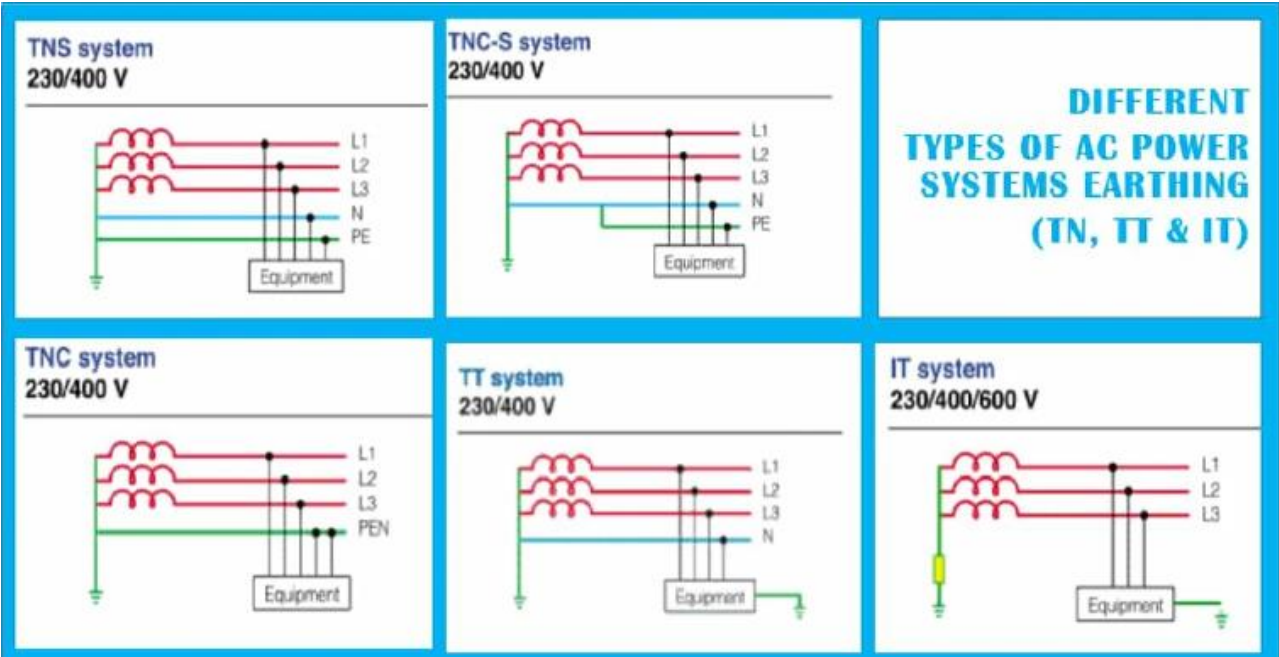 TNS system
230/400 V
L1
L2
L3
N
PE
Equipment
TNC-S system
230/400 V
L1
L2
L3
N
PE
Equipment
DIFFERENT
TYPES OF AC POWER
SYSTEMS EARTHING
(TN, TT & IT)
TNC system
230/400 V
L1
L2
L3
PEN
Equipment
TT system
230/400 V
L1
L2
L3
N
Equipment
IT system
230/400/600 V
L1
L2
L3
Equipment